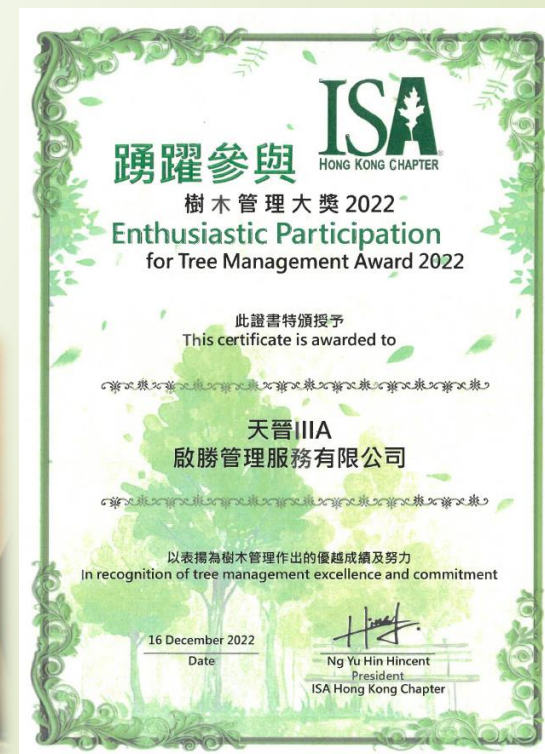 ISA
HONG KONG CHAPTER
踴躍參與
樹木管理大獎 2022
Enthusiastic Participation
for Tree Management Award 2022
此證書特頒授予
This certificate is awarded to
天晉IIIA
啟勝管理服務有限公司
以表揚為樹木管理作出的優越成績及努力
In recognition of tree management excellence and commitment
16 December 2022
Date
Ng Yu Hin Hincent
President
ISA Hong Kong Chapter